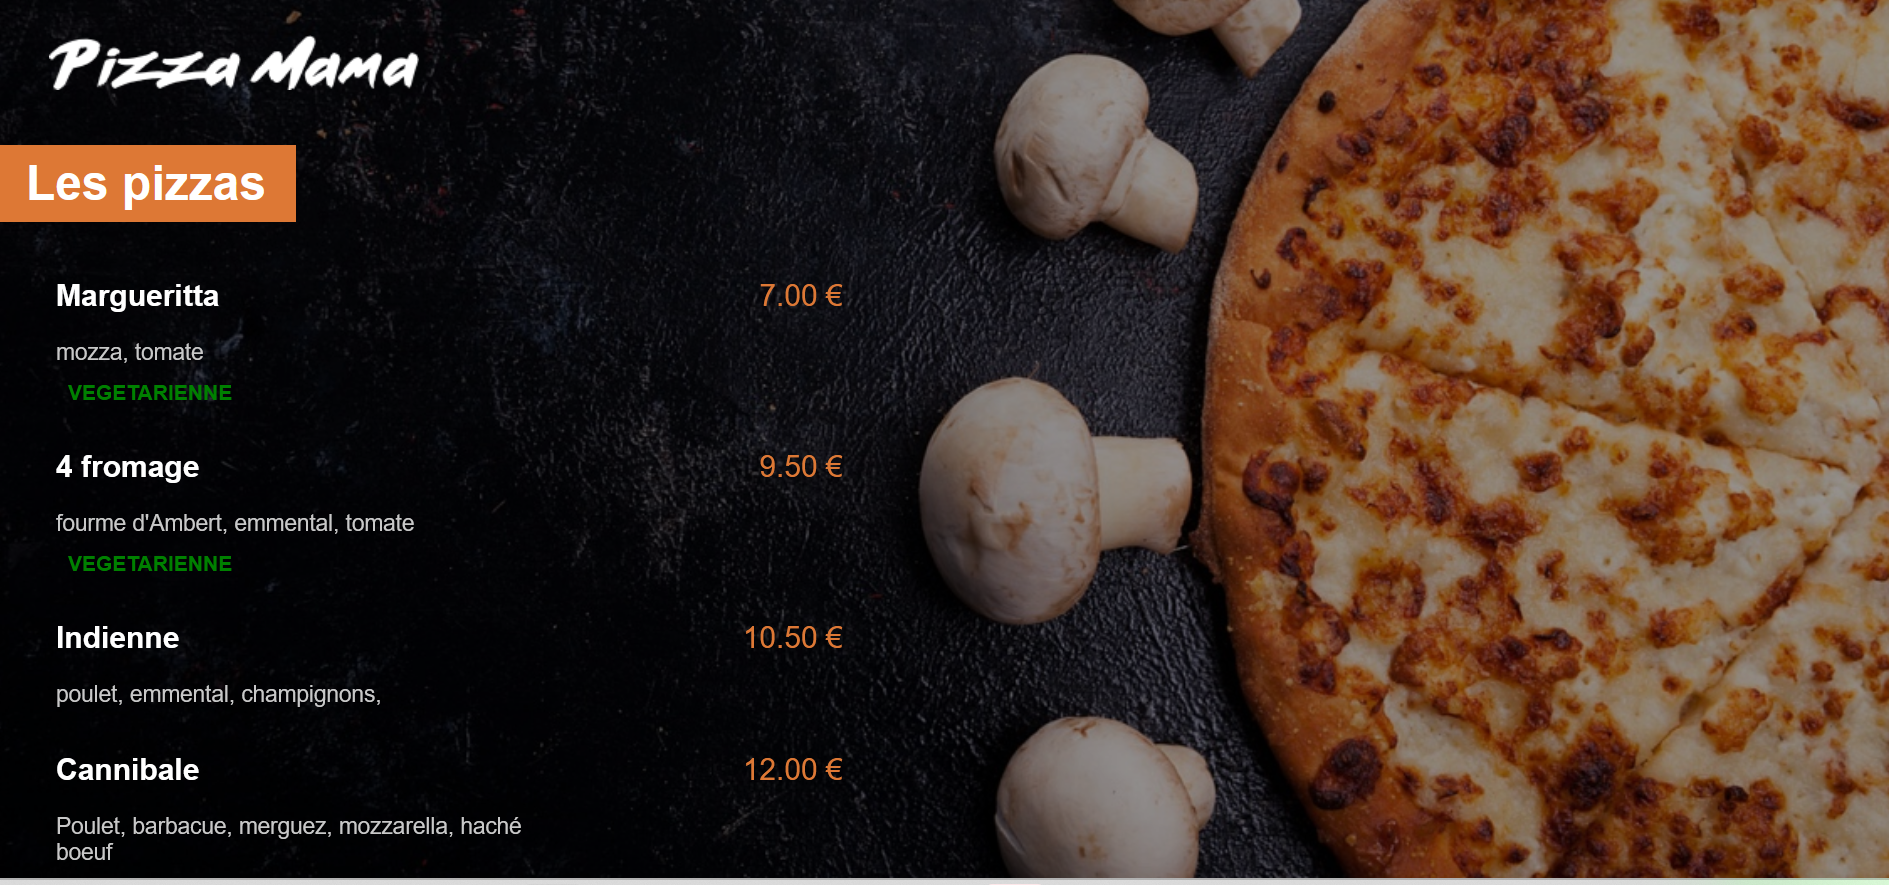 Pizza Mama
Les pizzas
Margueritta
7.00 €
mozza, tomate
VEGETARIENNE
4 fromage
9.50 €
fourme d'Ambert, emmental, tomate
VEGETARIENNE
Indienne
10.50 €
poulet, emmental, champignons,
Cannibale
12.00 €
Poulet, barbacue, merguez, mozzarella, haché
boeuf